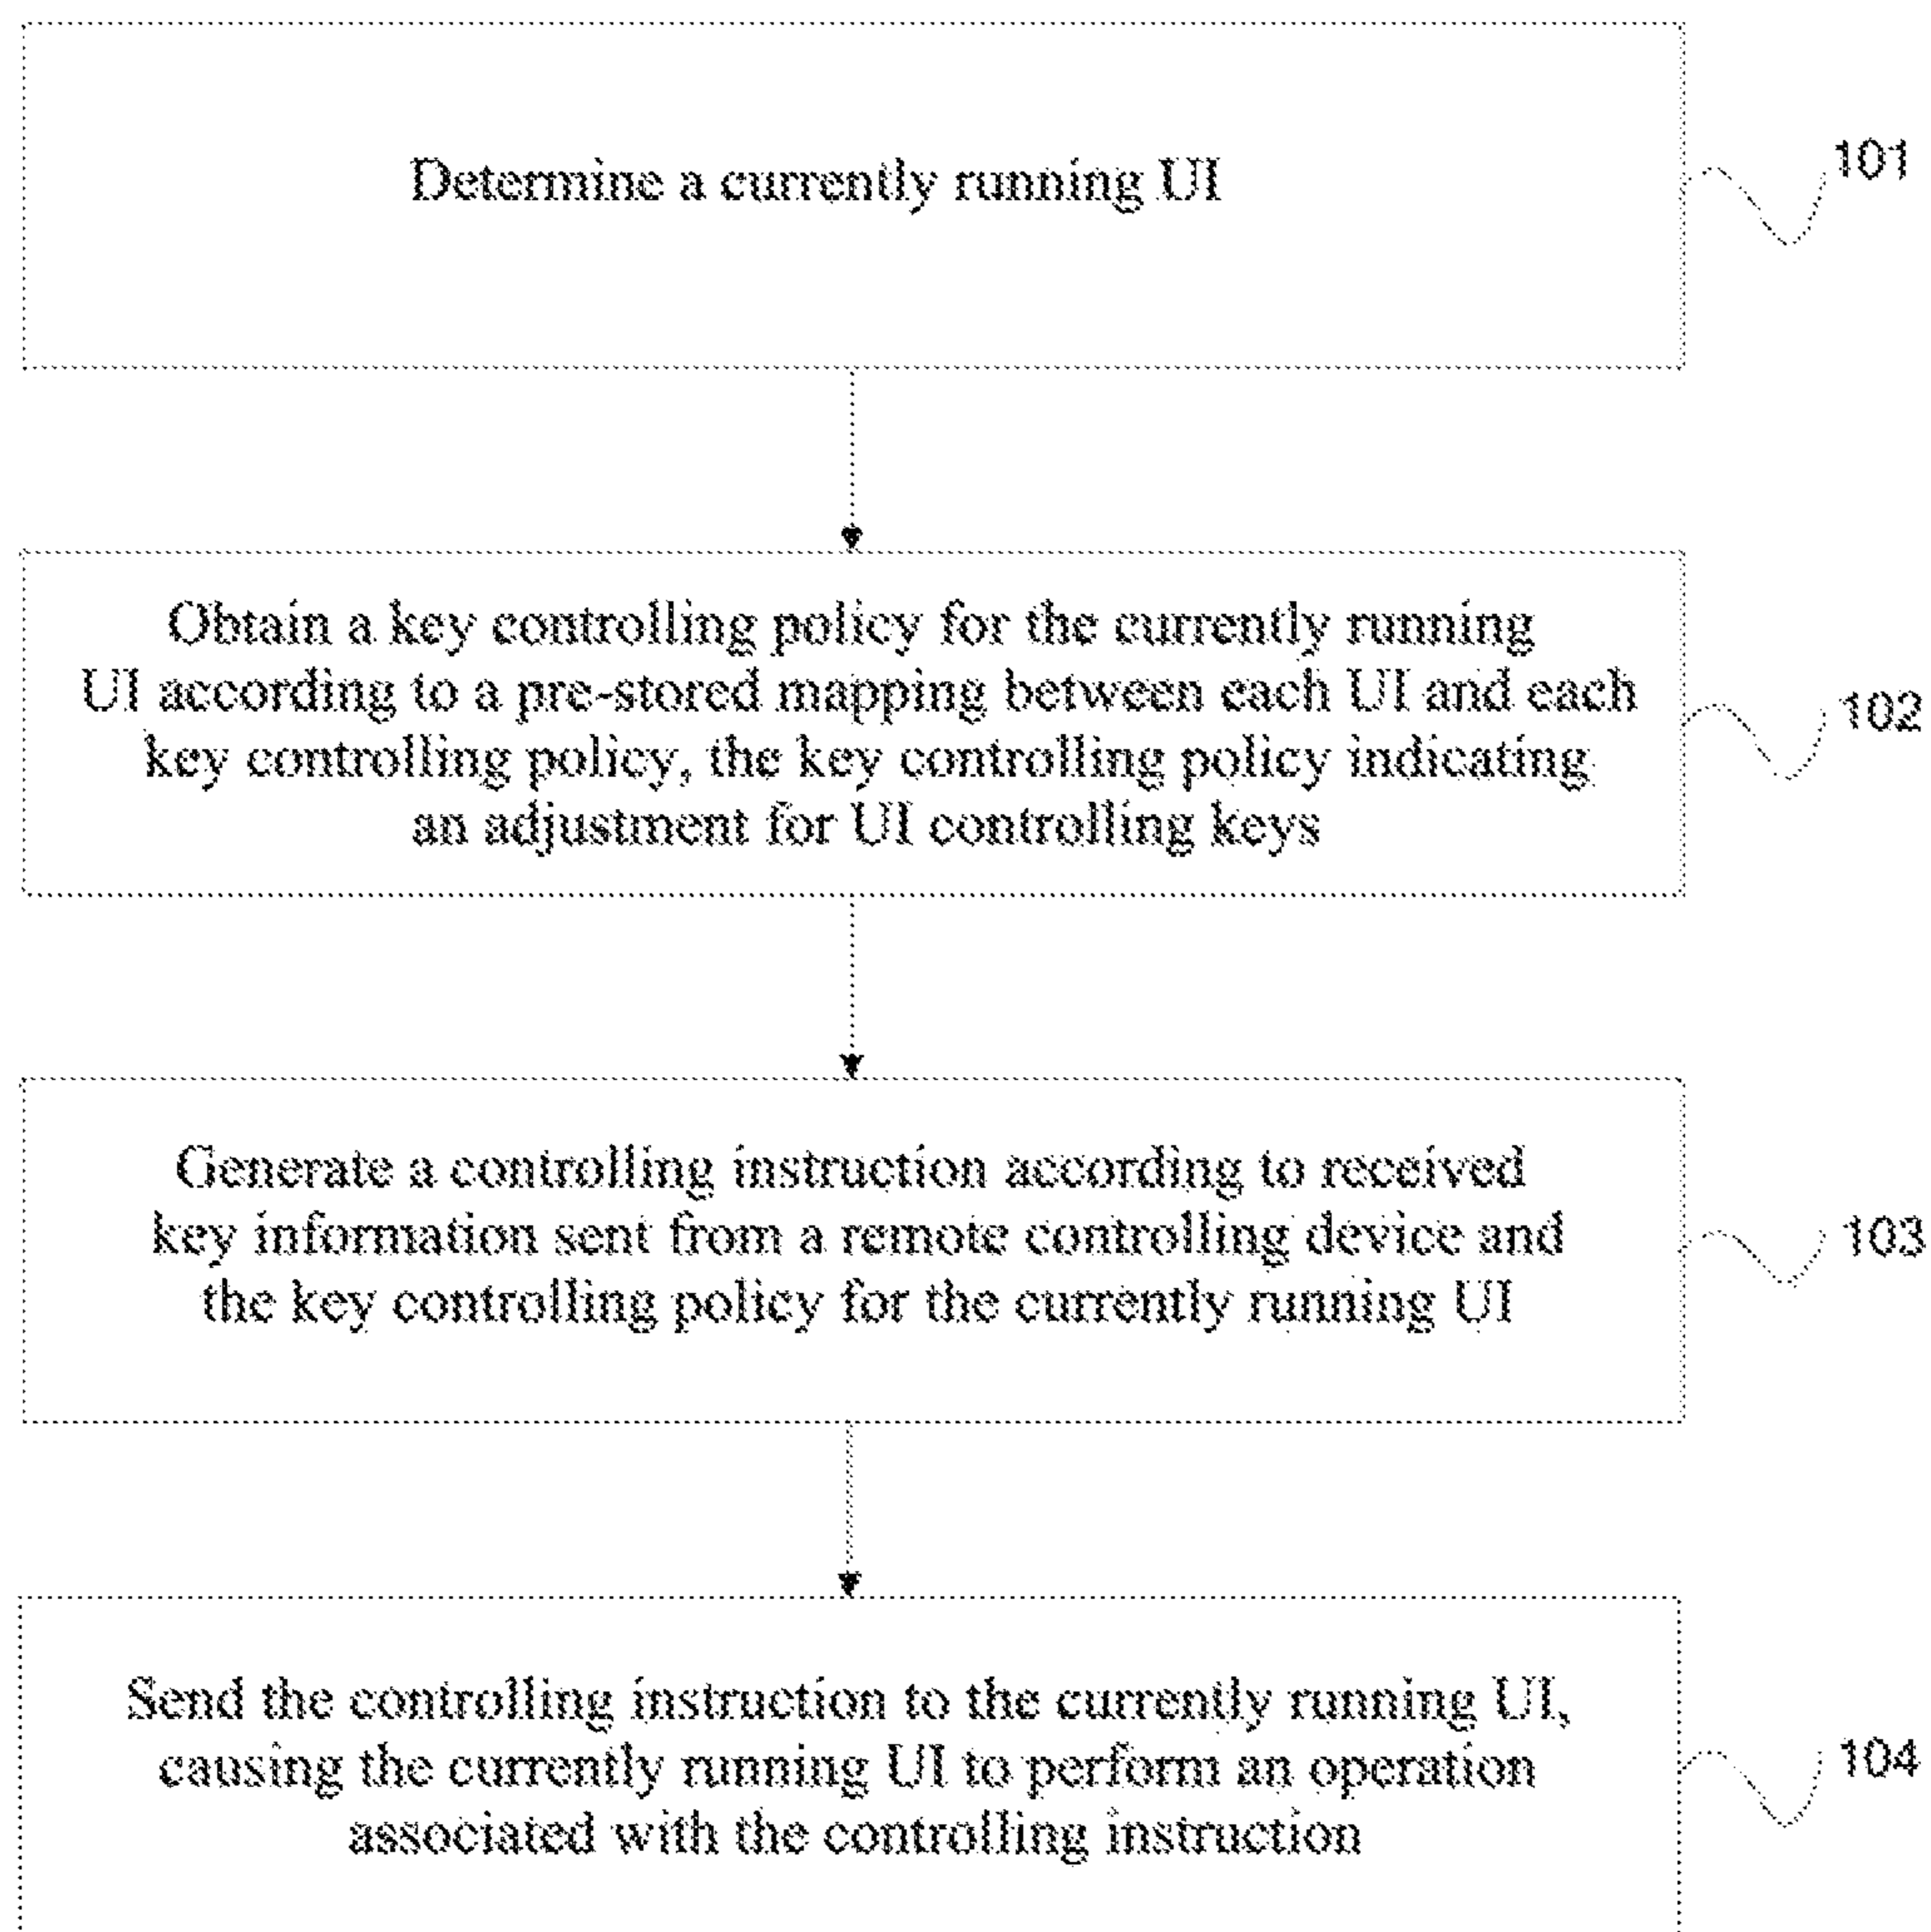 Determine a currently running UI
101
Obtain a key controlling policy for the currently running
UI according to a pre-stored mapping between each UI and each
key controlling policy, the key controlling policy indicating
an adjustment for UI controlling keys
102
Generate a controlling instruction according to received
key information sent from a remote controlling device and
the key controlling policy for the currently running UI
103
Send the controlling instruction to the currently running UI,
causing the currently running UI to perform an operation
associated with the controlling instruction
104